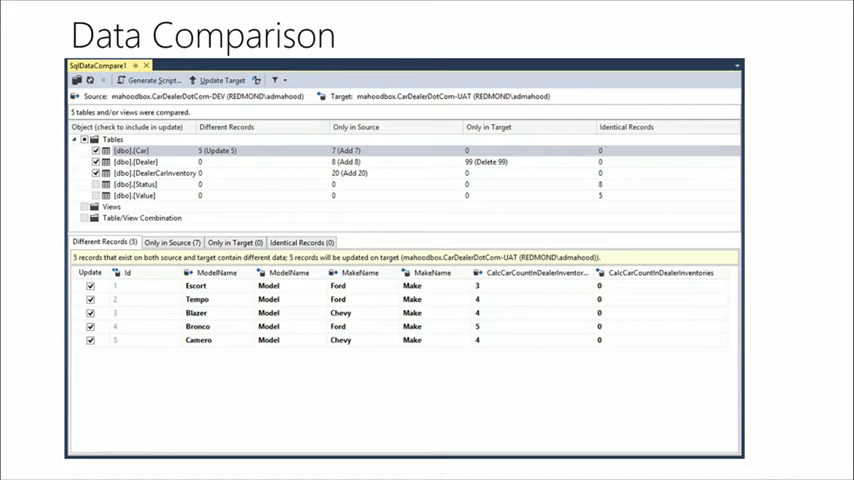 Data Comparison
SqlDataCompare1
Generate Script... Update Target
Source: mahoodbox.CarDealerDotCom-DEV (REDMOND\admahood) Target: mahoodbox.CarDealerDotCom-UAT (REDMOND\admahood)
5 tables and/or views were compared.
Object (check to include in update) Different Records Only in Source Only in Target Identical Records
Tables
[dbo].[Car] 5 (Update 5) 7 (Add 7) 0 0
[dbo].[Dealer] 0 8 (Add 8) 99 (Delete 99) 0
[dbo].[DealerCarInventory 0 20 (Add 20) 0 0
[dbo].[Status] 0 0 0 8
[dbo].[Value] 0 0 0 5
Views
Table/View Combination
Different Records (5) Only in Source (7) Only in Target (0) Identical Records (0)
5 records that exist on both source and target contain different data; 5 records will be updated on target (mahoodbox.CarDealerDotCom-UAT (REDMOND\admahood)).
Update Id ModelName ModelName MakeName MakeName CalcCarCountInDealerInventor... CalcCarCountInDealerInventories
1 Escort Model Ford Make 3 0
2 Tempo Model Ford Make 4 0
3 Blazer Model Chevy Make 4 0
4 Bronco Model Ford Make 5 0
5 Camero Model Chevy Make 4 0